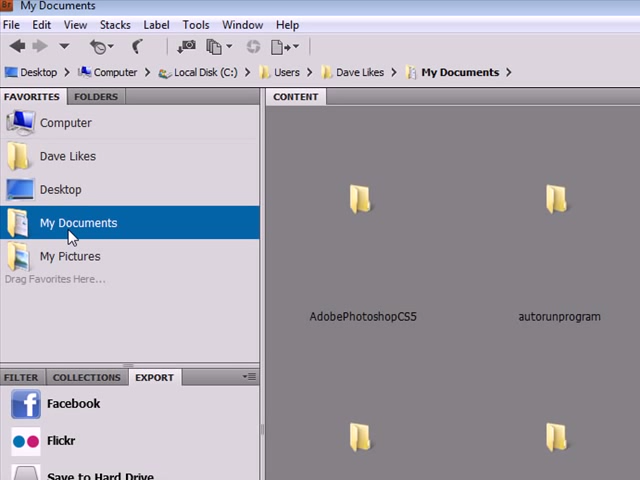 Br My Documents
File Edit View Stacks Label Tools Window Help
Desktop Computer Local Disk (C:) Users Dave Likes My Documents
FAVORITES FOLDERS CONTENT
Computer
Dave Likes
Desktop
My Documents
My Pictures
Drag Favorites Here...
AdobePhotoshopCS5 autorunprogram
FILTER COLLECTIONS EXPORT
Facebook
Flickr
Save to Hard Drive